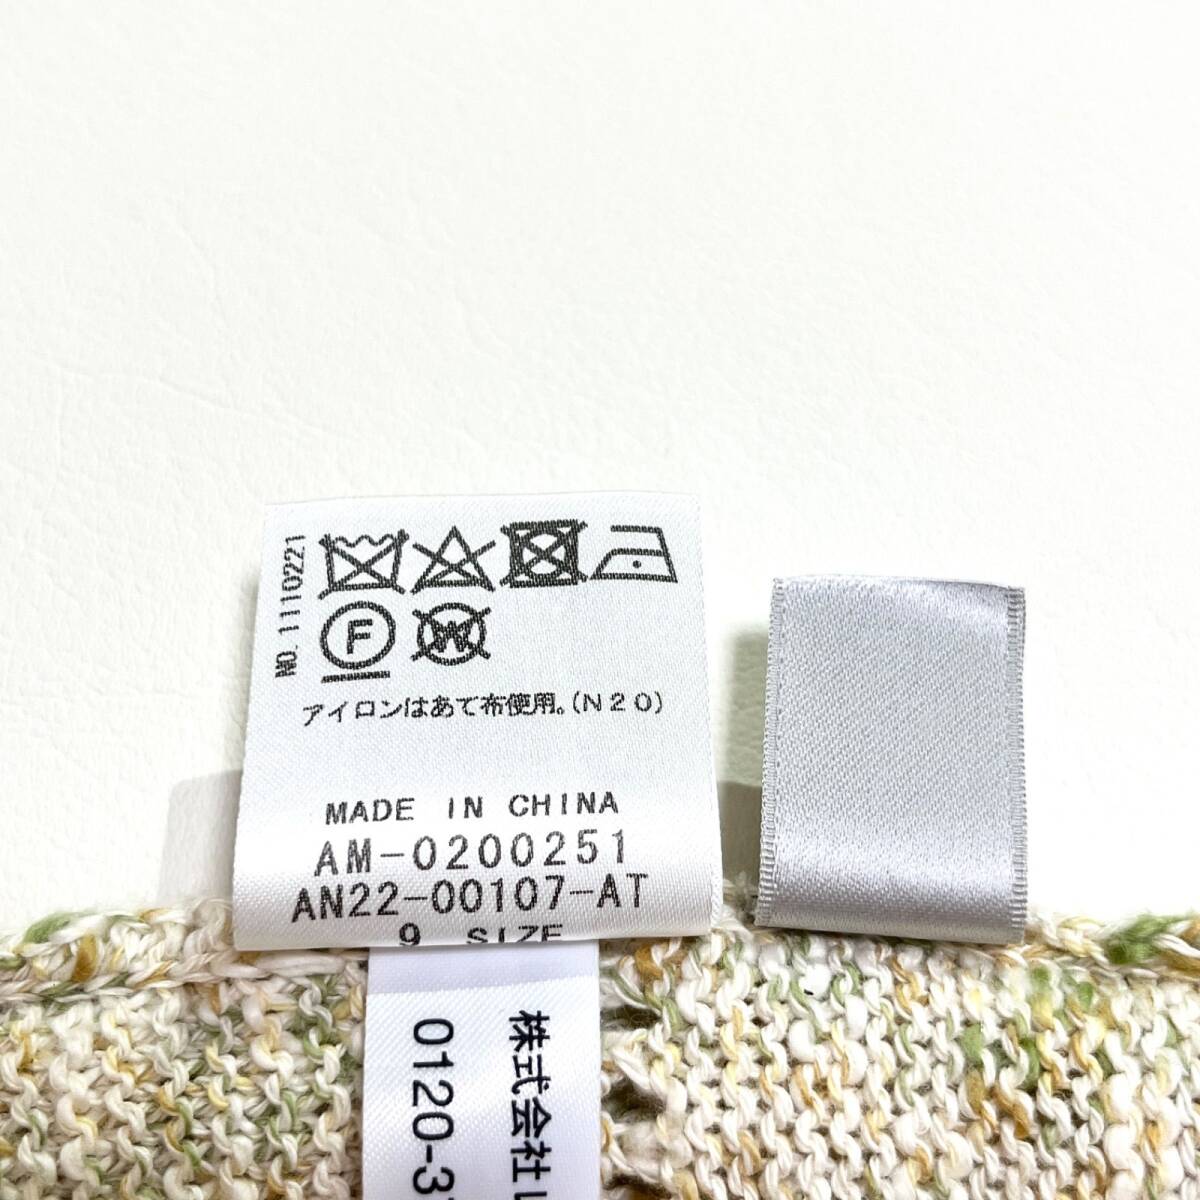 NO.1110221
F
W
アイロンはあて布使用。(N20)
MADE IN CHINA
AM-0200251
AN22-00107-AT
9 SIZE
株式会社
0120-3